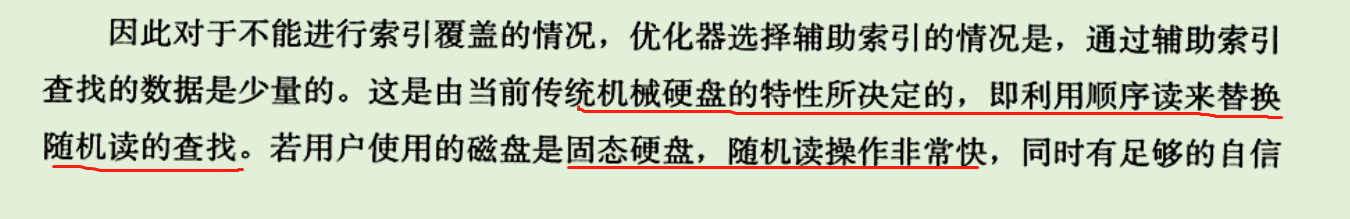 因此对于不能进行索引覆盖的情况，优化器选择辅助索引的情况是，通过辅助索引
查找的数据是少量的。这是由当前传统机械硬盘的特性所决定的，即利用顺序读来替换
随机读的查找。若用户使用的磁盘是固态硬盘，随机读操作非常快，同时有足够的自信